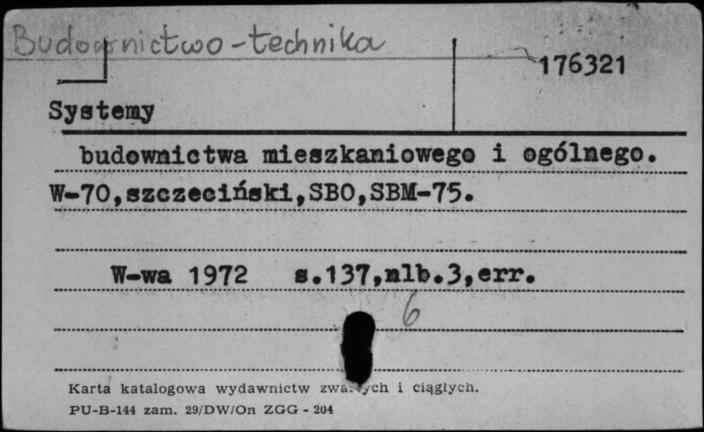 Budownictwo-technika
176321
Systemy
budownictwa mieszkaniowego i ogólnego.
W-70,szczeciński,SBO,SBM-75.
W-wa 1972 s.137,nlb.3,err.
6
Karta katalogowa wydawnictw zwartych i ciągłych.
PU-B-144 zam. 29/DW/On ZGG - 204